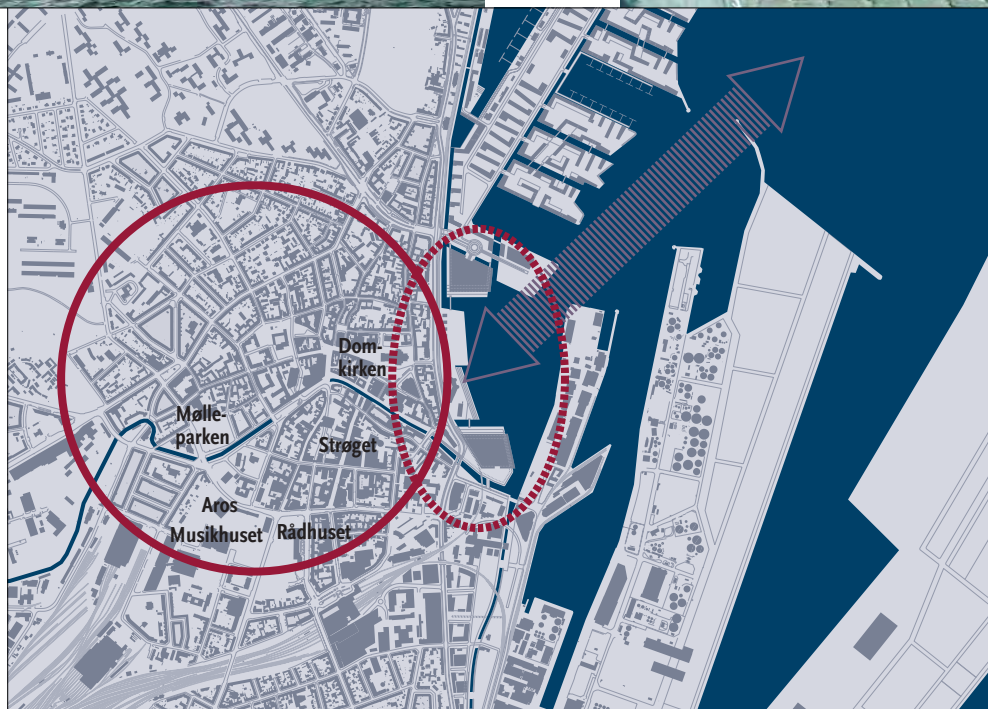 Dom-
kirken
Mølle-
parken
Strøget
Aros
Musikhuset
Rådhuset